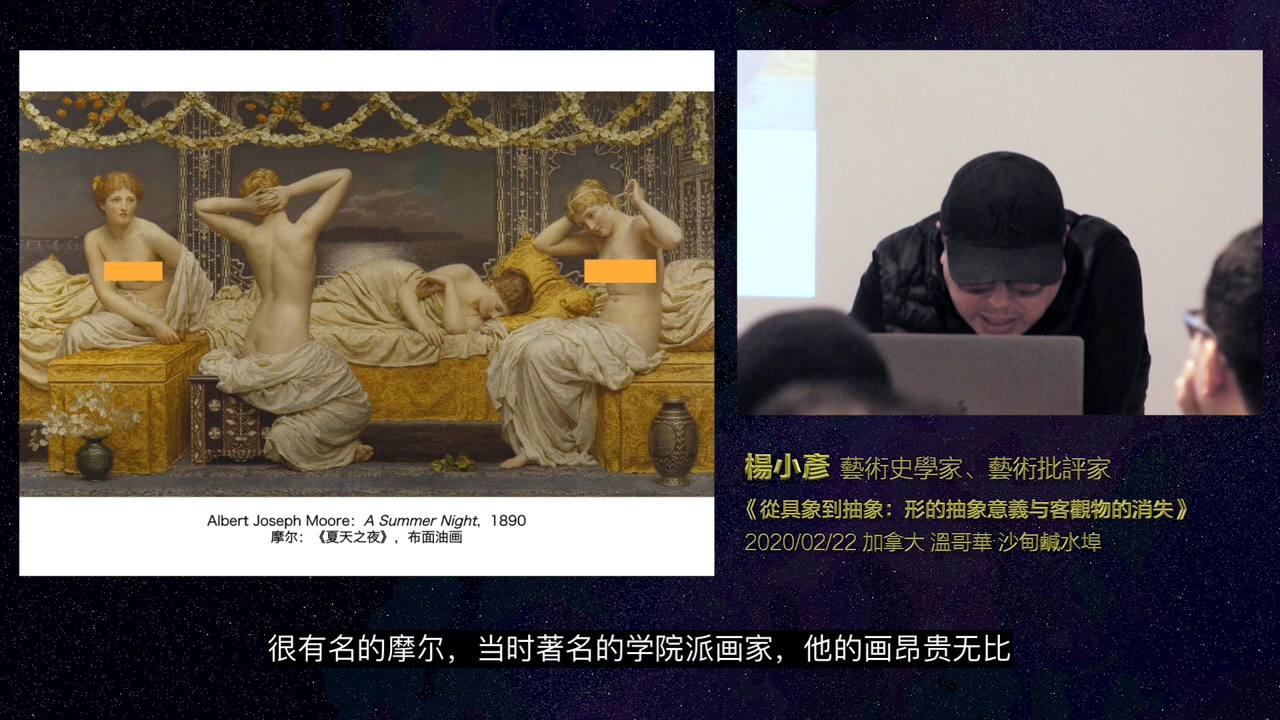 Albert Joseph Moore：A Summer Night，1890
摩尔：《夏天之夜》，布面油画
楊小彥 藝術史學家、藝術批評家
《從具象到抽象：形的抽象意義与客觀物的消失》
2020/02/22 加拿大 溫哥華 沙甸鹹水埠
很有名的摩尔，当时著名的学院派画家，他的画昂贵无比